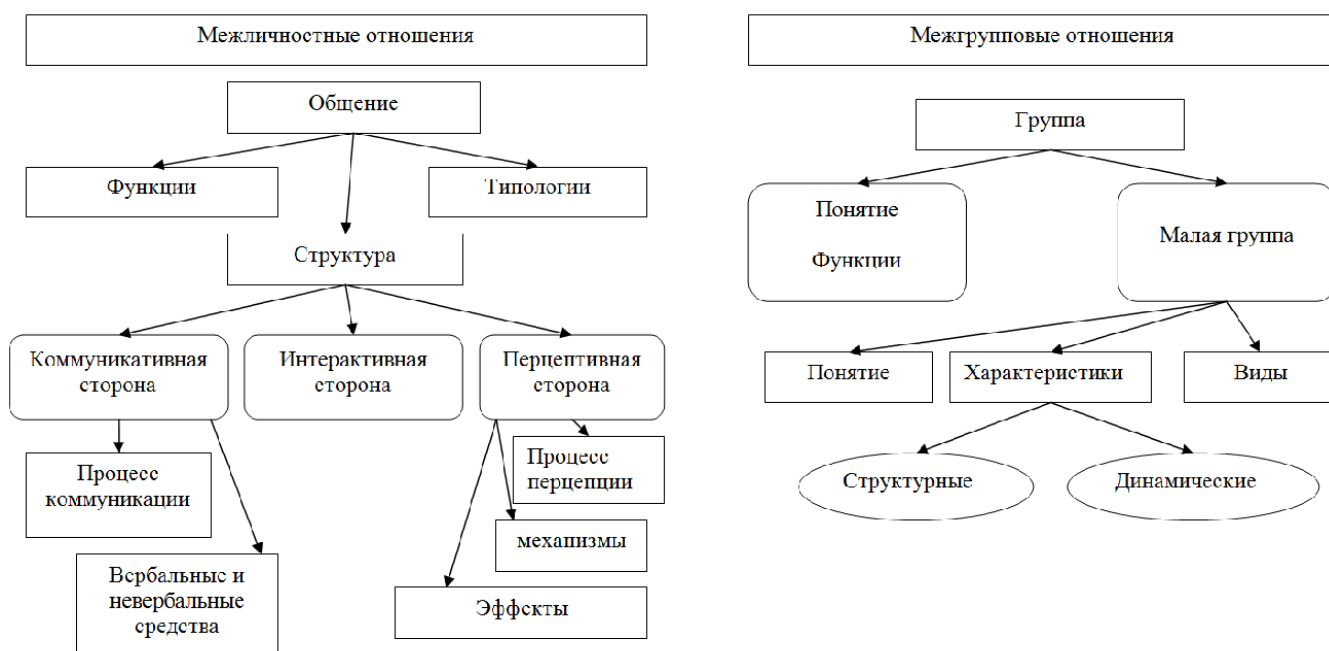 Межличностные отношения
Общение
Функции
Типологии
Структура
Коммуникативная
сторона
Интерактивная
сторона
Перцептивная
сторона
Процесс
коммуникации
Процесс
перцепции
механизмы
Вербальные и
невербальные
средства
Эффекты
Межгрупповые отношения
Группа
Понятие
Функции
Малая группа
Понятие
Характеристики
Виды
Структурные
Динамические